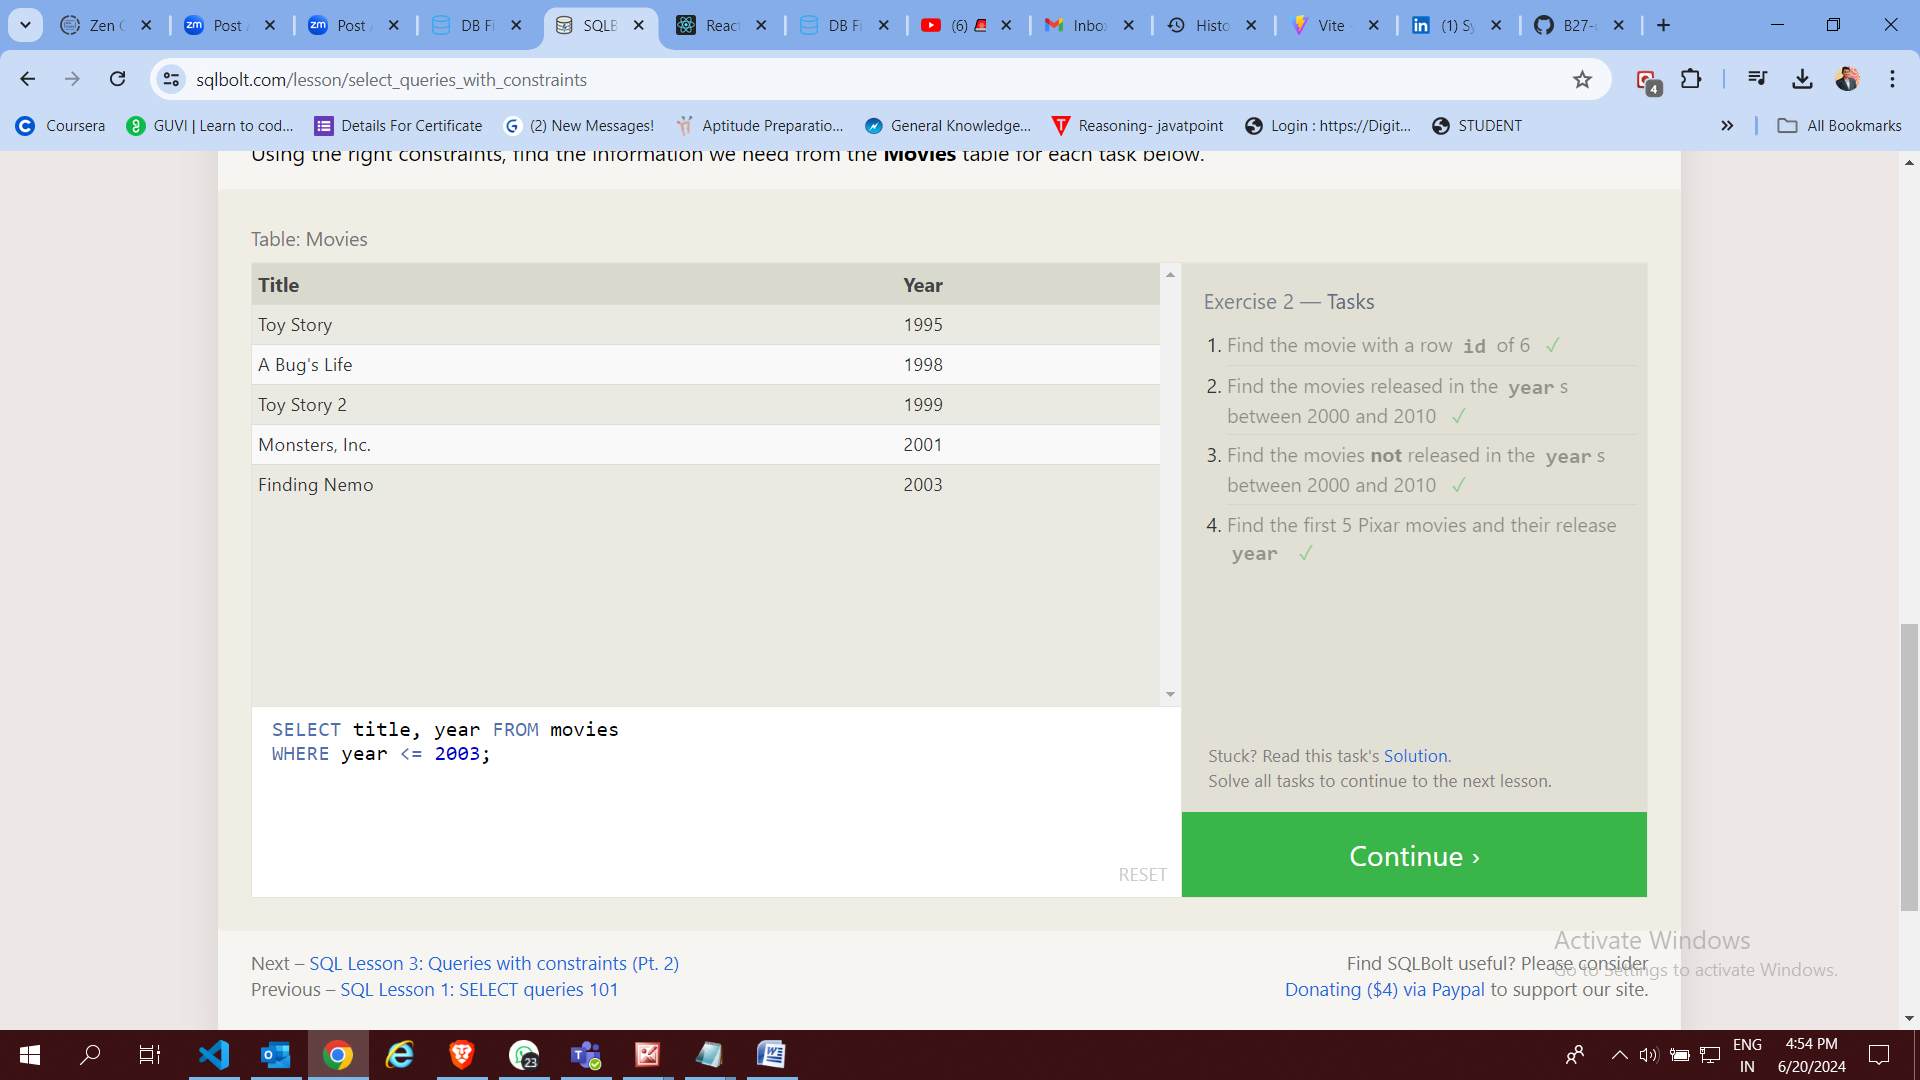 Zen C
Post A
Post A
DB Fi
SQLB
React
DB Fi
(6)
Inbox
Histo
Vite
(1) Sy
B27-
sqlbolt.com/lesson/select_queries_with_constraints
4
Coursera
GUVI | Learn to cod...
Details For Certificate
(2) New Messages!
Aptitude Preparatio...
General Knowledge...
Reasoning- javatpoint
Login : https://Digit...
STUDENT
All Bookmarks
Using the right constraints, find the information we need from the Movies table for each task below.
Table: Movies
Title Year
Toy Story 1995
A Bug's Life 1998
Toy Story 2 1999
Monsters, Inc. 2001
Finding Nemo 2003
SELECT title, year FROM movies
WHERE year <= 2003;
RESET
Exercise 2 — Tasks
1. Find the movie with a row id of 6 ✓
2. Find the movies released in the year s
between 2000 and 2010 ✓
3. Find the movies not released in the year s
between 2000 and 2010 ✓
4. Find the first 5 Pixar movies and their release
year ✓
Stuck? Read this task's Solution.
Solve all tasks to continue to the next lesson.
Continue ›
Next – SQL Lesson 3: Queries with constraints (Pt. 2)
Previous – SQL Lesson 1: SELECT queries 101
Find SQLBolt useful? Please consider
Donating ($4) via Paypal to support our site.
Activate Windows
Go to Settings to activate Windows.
23
ENG
IN
4:54 PM
6/20/2024